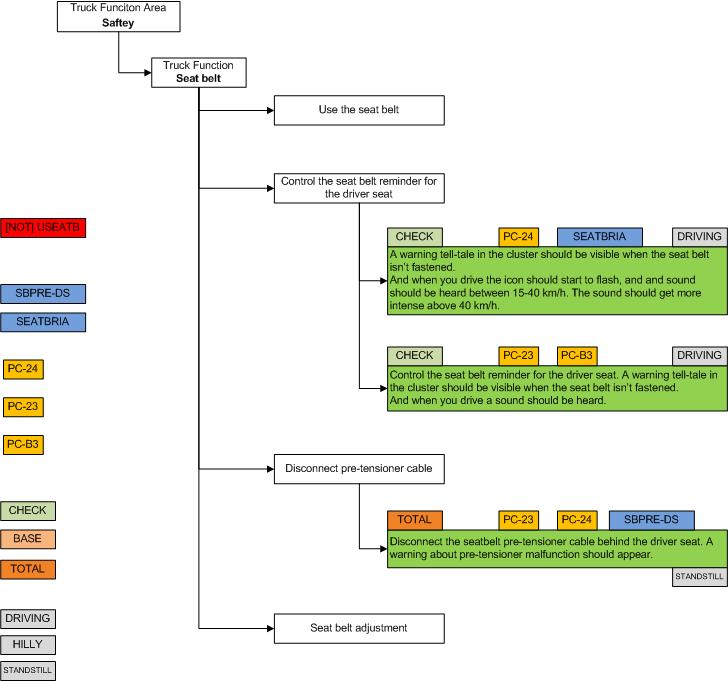 Truck Funciton Area
Saftey
Truck Function
Seat belt
Use the seat belt
Control the seat belt reminder for
the driver seat
[NOT] USEATB
CHECK
PC-24
SEATBRIA
DRIVING
A warning tell-tale in the cluster should be visible when the seat belt
isn't fastened.
And when you drive the icon should start to flash, and and sound
should be heard between 15-40 km/h. The sound should get more
intense above 40 km/h.
SBPRE-DS
SEATBRIA
CHECK
PC-23
PC-B3
DRIVING
Control the seat belt reminder for the driver seat. A warning tell-tale in
the cluster should be visible when the seat belt isn't fastened.
And when you drive a sound should be heard.
PC-24
PC-23
PC-B3
Disconnect pre-tensioner cable
TOTAL
PC-23
PC-24
SBPRE-DS
Disconnect the seatbelt pre-tensioner cable behind the driver seat. A
warning about pre-tensioner malfunction should appear.
STANDSTILL
CHECK
BASE
TOTAL
DRIVING
HILLY
STANDSTILL
Seat belt adjustment